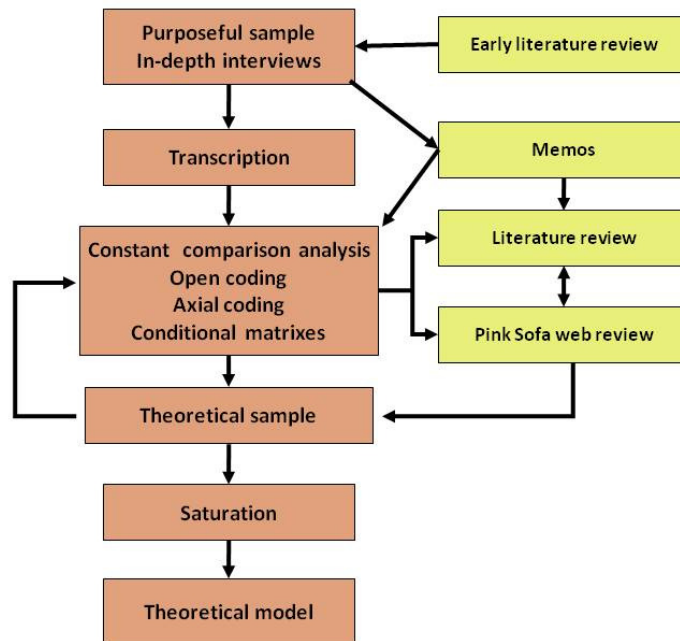 Purposeful sample
In-depth interviews
Early literature review
Transcription
Memos
Constant comparison analysis
Open coding
Axial coding
Conditional matrixes
Literature review
Pink Sofa web review
Theoretical sample
Saturation
Theoretical model